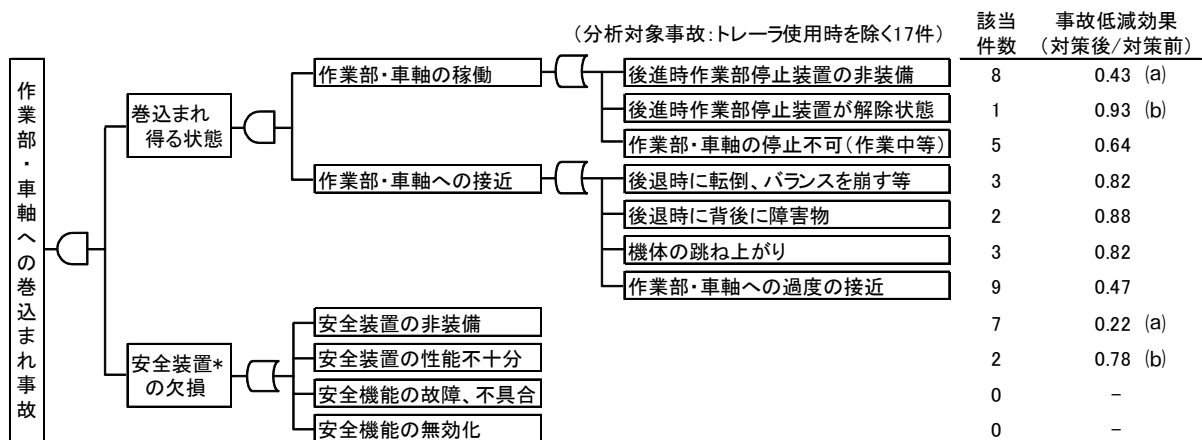 （分析対象事故：トレーラ使用時を除く17件）
該当
件数
事故低減効果
（対策後/対策前）
作業部・車軸への巻込まれ事故
巻込まれ
得る状態
作業部・車軸の稼働
後進時作業部停止装置の非装備 8 0.43 (a)
後進時作業部停止装置が解除状態 1 0.93 (b)
作業部・車軸の停止不可（作業中等） 5 0.64
作業部・車軸への接近
後退時に転倒、バランスを崩す等 3 0.82
後退時に背後に障害物 2 0.88
機体の跳ね上がり 3 0.82
作業部・車軸への過度の接近 9 0.47
安全装置*
の欠損
安全装置の非装備 7 0.22 (a)
安全装置の性能不十分 2 0.78 (b)
安全機能の故障、不具合 0 －
安全機能の無効化 0 －